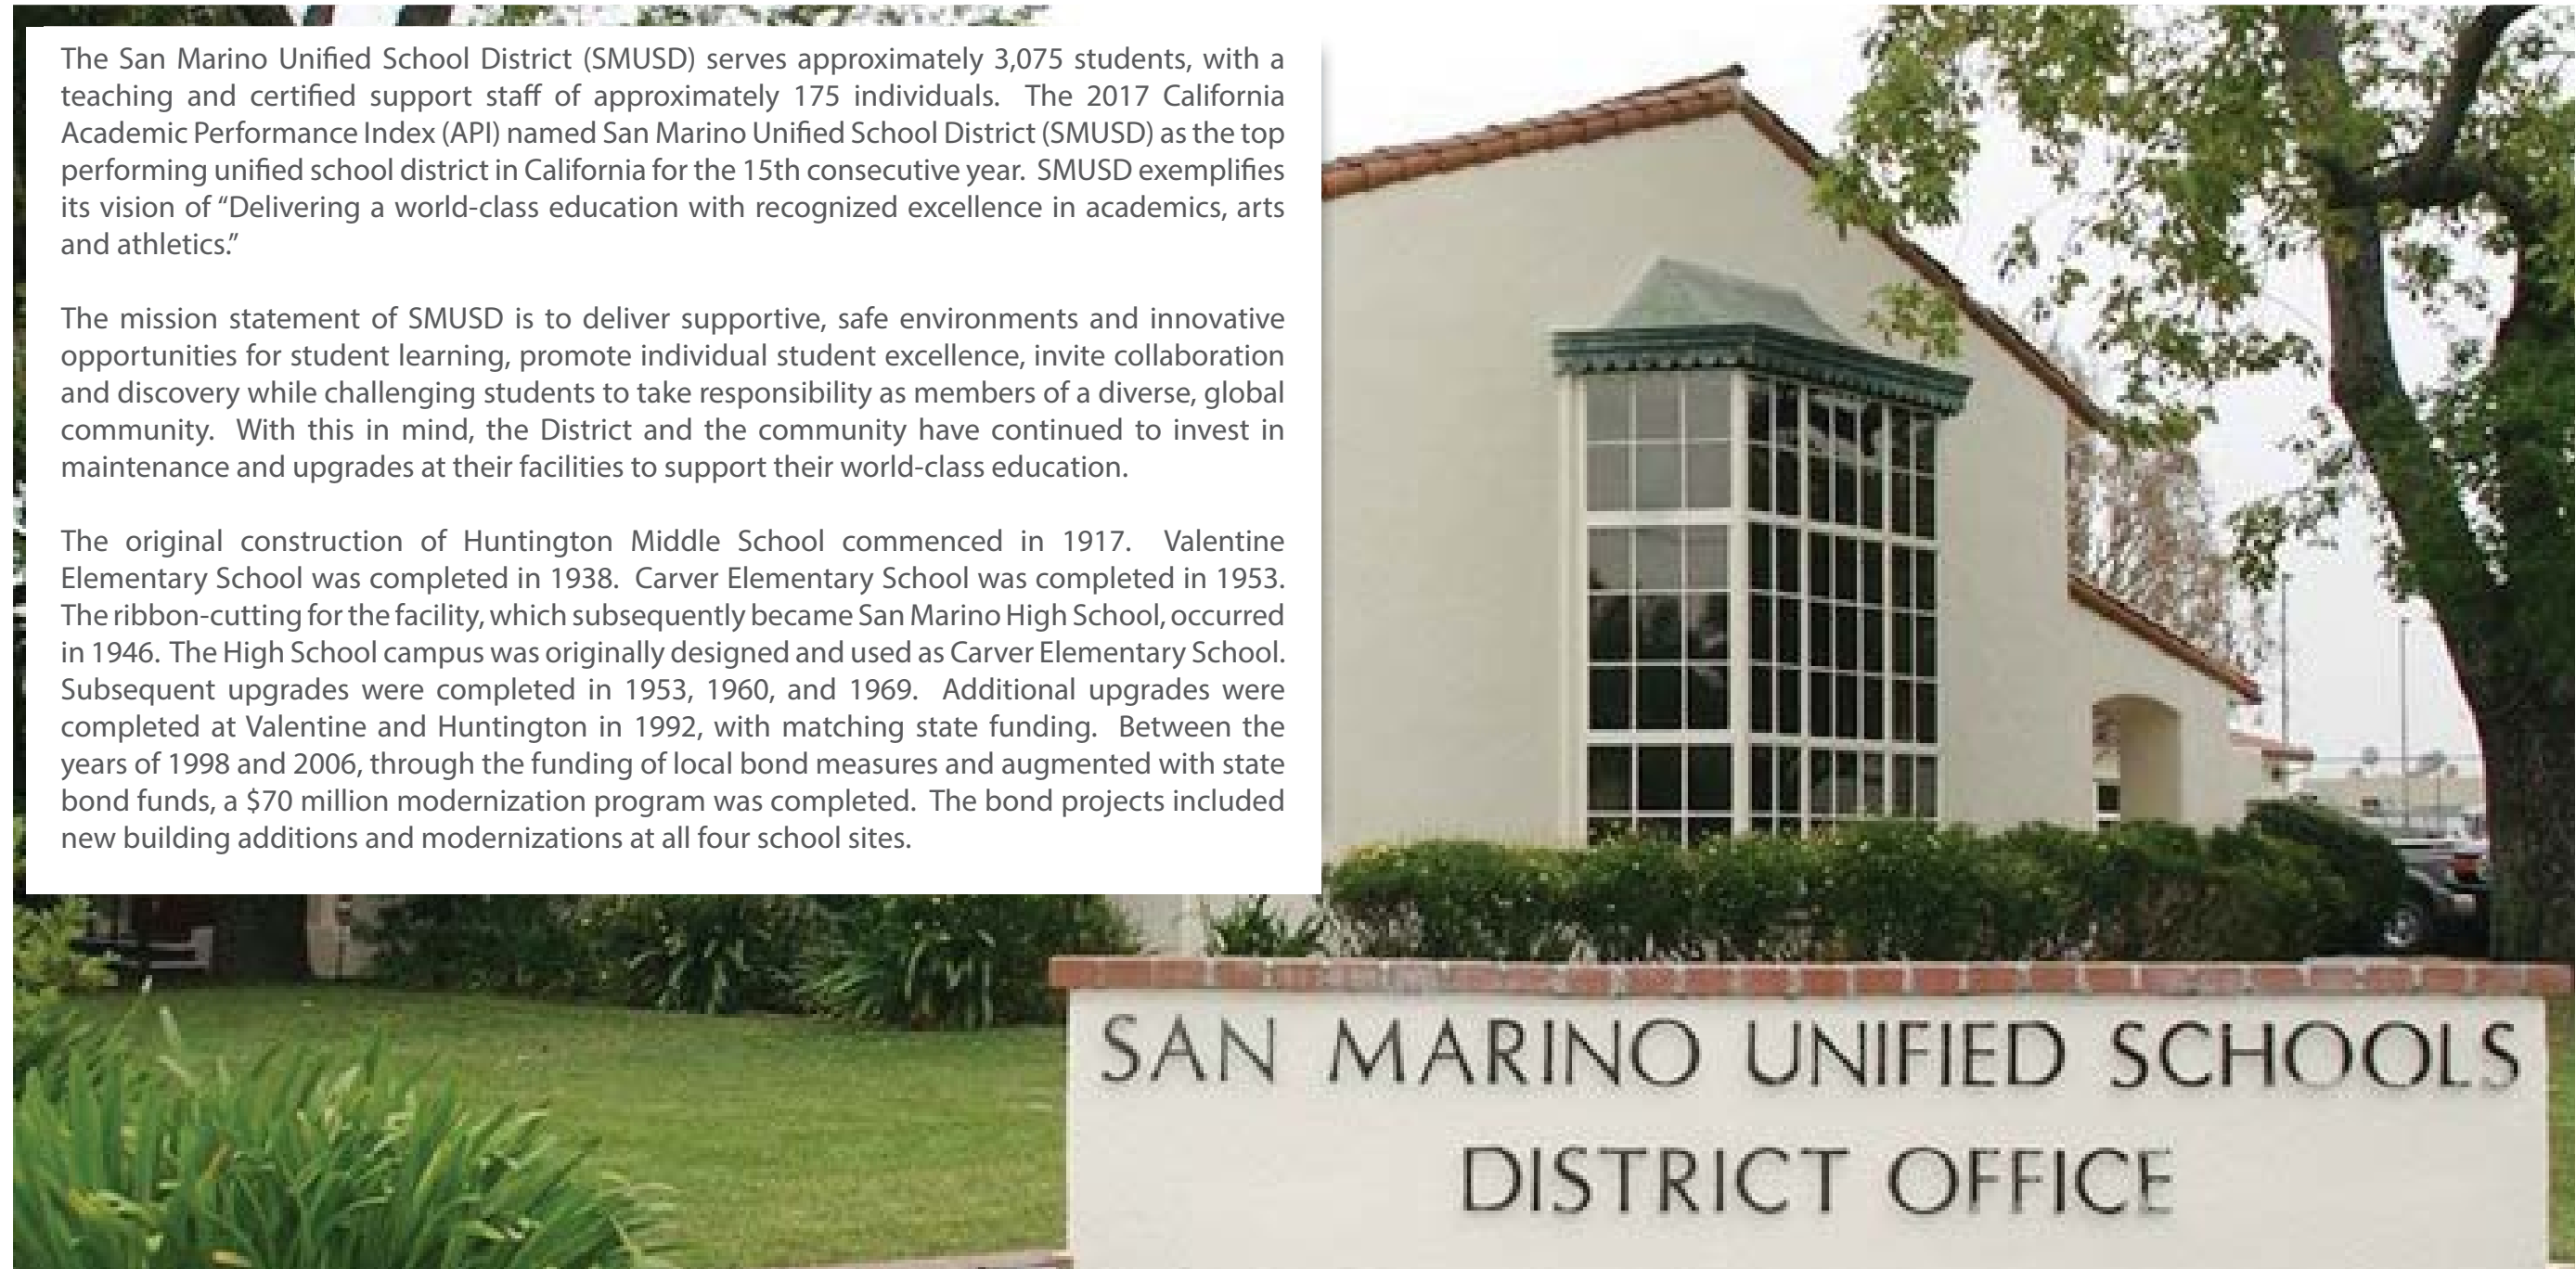 The San Marino Unified School District (SMUSD) serves approximately 3,075 students, with a
teaching and certified support staff of approximately 175 individuals.  The 2017 California
Academic Performance Index (API) named San Marino Unified School District (SMUSD) as the top
performing unified school district in California for the 15th consecutive year.  SMUSD exemplifies
its vision of “Delivering a world-class education with recognized excellence in academics, arts
and athletics.”
The mission statement of SMUSD is to deliver supportive, safe environments and innovative
opportunities for student learning, promote individual student excellence, invite collaboration
and discovery while challenging students to take responsibility as members of a diverse, global
community.  With this in mind, the District and the community have continued to invest in
maintenance and upgrades at their facilities to support their world-class education.
The original construction of Huntington Middle School commenced in 1917.  Valentine
Elementary School was completed in 1938.  Carver Elementary School was completed in 1953.
The ribbon-cutting for the facility, which subsequently became San Marino High School, occurred
in 1946.  The High School campus was originally designed and used as Carver Elementary School.
Subsequent upgrades were completed in 1953, 1960, and 1969.  Additional upgrades were
completed at Valentine and Huntington in 1992, with matching state funding.  Between the
years of 1998 and 2006, through the funding of local bond measures and augmented with state
bond funds, a $70 million modernization program was completed.  The bond projects included
new building additions and modernizations at all four school sites.
SAN MARINO UNIFIED SCHOOLS
DISTRICT OFFICE